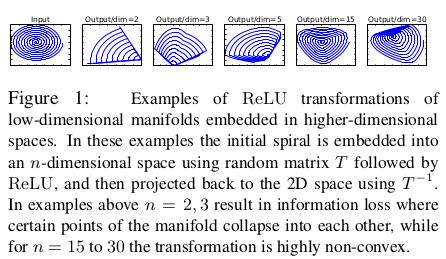 Input Output/dim=2 Output/dim=3 Output/dim=5 Output/dim=15 Output/dim=30
Figure 1: Examples of ReLU transformations of
low-dimensional manifolds embedded in higher-dimensional
spaces. In these examples the initial spiral is embedded into
an n-dimensional space using random matrix T followed by
ReLU, and then projected back to the 2D space using T⁻¹.
In examples above n = 2, 3 result in information loss where
certain points of the manifold collapse into each other, while
for n = 15 to 30 the transformation is highly non-convex.